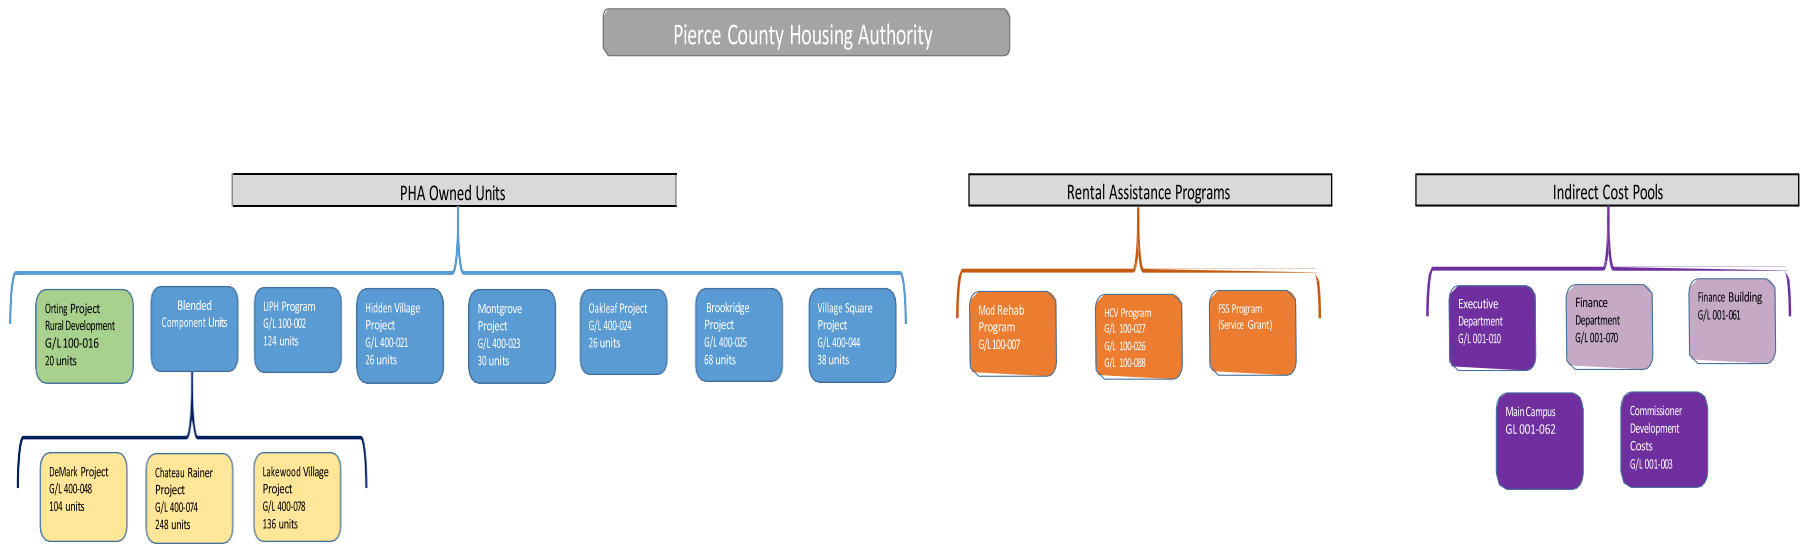 Pierce County Housing Authority
PHA Owned Units
Orting Project
Rural Development
G/L 100-016
20 units
Blended
Component Units
LIPH Program
G/L 100-002
124 units
Hidden Village
Project
G/L 400-021
26 units
Montgrove
Project
G/L 400-023
30 units
Oakleaf Project
G/L 400-024
26 units
Brookridge
Project
G/L 400-025
68 units
Village Square
Project
G/L 400-044
38 units
DeMark Project
G/L 400-048
104 units
Chateau Rainer
Project
G/L 400-074
248 units
Lakewood Village
Project
G/L 400-078
136 units
Rental Assistance Programs
Mod Rehab
Program
G/L 100-007
HCV Program
G/L 100-027
G/L 100-026
G/L 100-088
FSS Program
(Service Grant)
Indirect Cost Pools
Executive
Department
G/L 001-010
Finance
Department
G/L 001-070
Finance Building
G/L 001-061
Main Campus
GL 001-062
Commissioner
Development
Costs
G/L 001-003